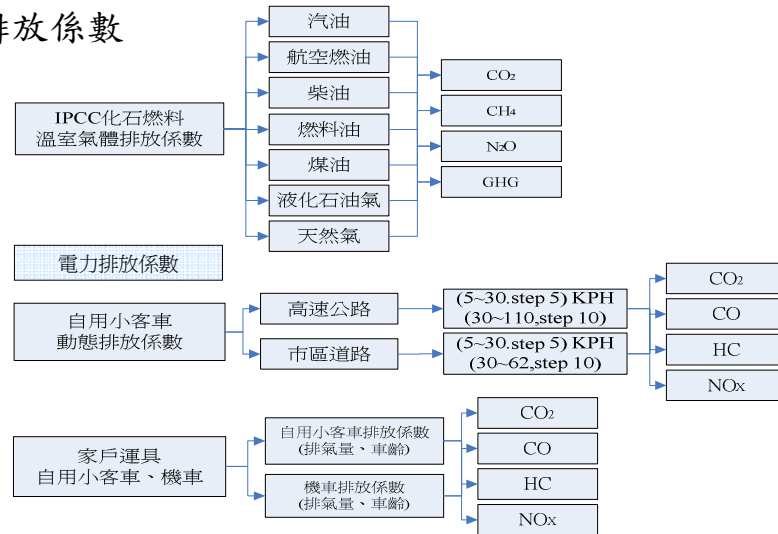 排放係數
IPCC化石燃料
溫室氣體排放係數
汽油
航空燃油
柴油
燃料油
煤油
液化石油氣
天然氣
CO₂
CH₄
N₂O
GHG
電力排放係數
自用小客車
動態排放係數
高速公路
市區道路
(5~30.step 5) KPH
(30~110,step 10)
(5~30.step 5) KPH
(30~62,step 10)
CO₂
CO
HC
NOx
家戶運具
自用小客車、機車
自用小客車排放係數
(排氣量、車齡)
機車排放係數
(排氣量、車齡)
CO₂
CO
HC
NOx